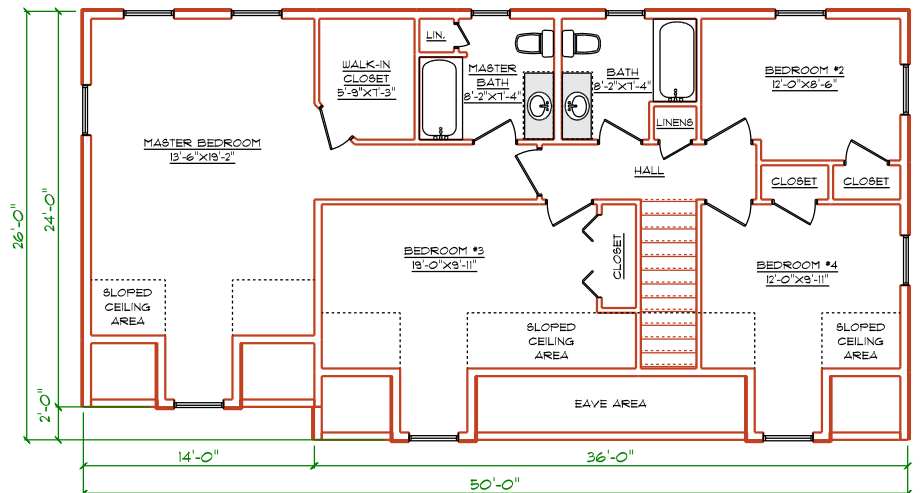 LIN.
WALK-IN
CLOSET
5'-9"X7'-3"
MASTER
BATH
8'-2"X7'-4"
BATH
8'-2"X7'-4"
BEDROOM #2
12'-0"X8'-6"
LINENS
MASTER BEDROOM
13'-6"X19'-2"
HALL
CLOSET
CLOSET
BEDROOM #3
19'-0"X9'-11"
CLOSET
BEDROOM #4
12'-0"X9'-11"
SLOPED
CEILING
AREA
SLOPED
CEILING
AREA
SLOPED
CEILING
AREA
EAVE AREA
26'-0"
24'-0"
2'-0"
14'-0"
36'-0"
50'-0"